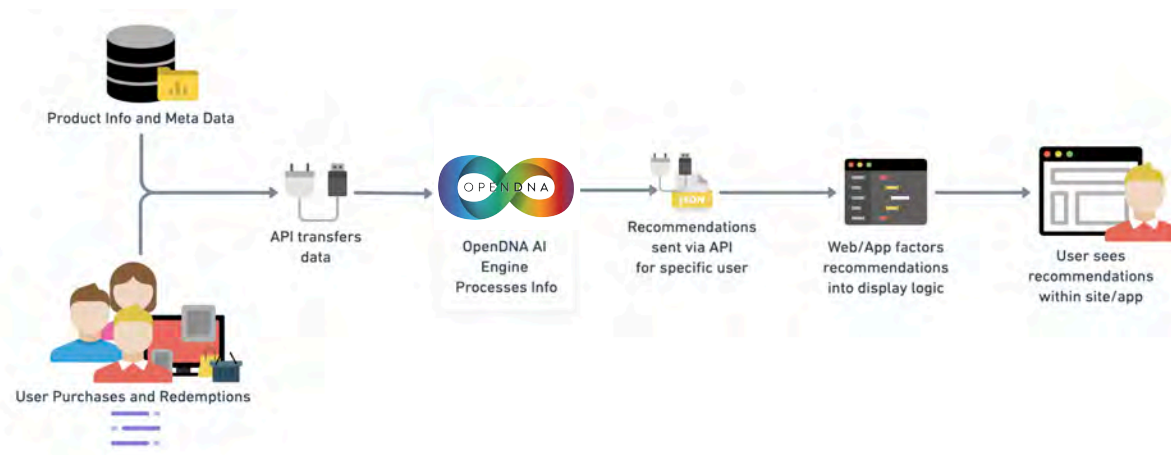 Product Info and Meta Data
API transfers
data
OPENDNA
OpenDNA AI
Engine
Processes Info
JSON
Recommendations
sent via API
for specific user
Web/App factors
recommendations
into display logic
User sees
recommendations
within site/app
User Purchases and Redemptions